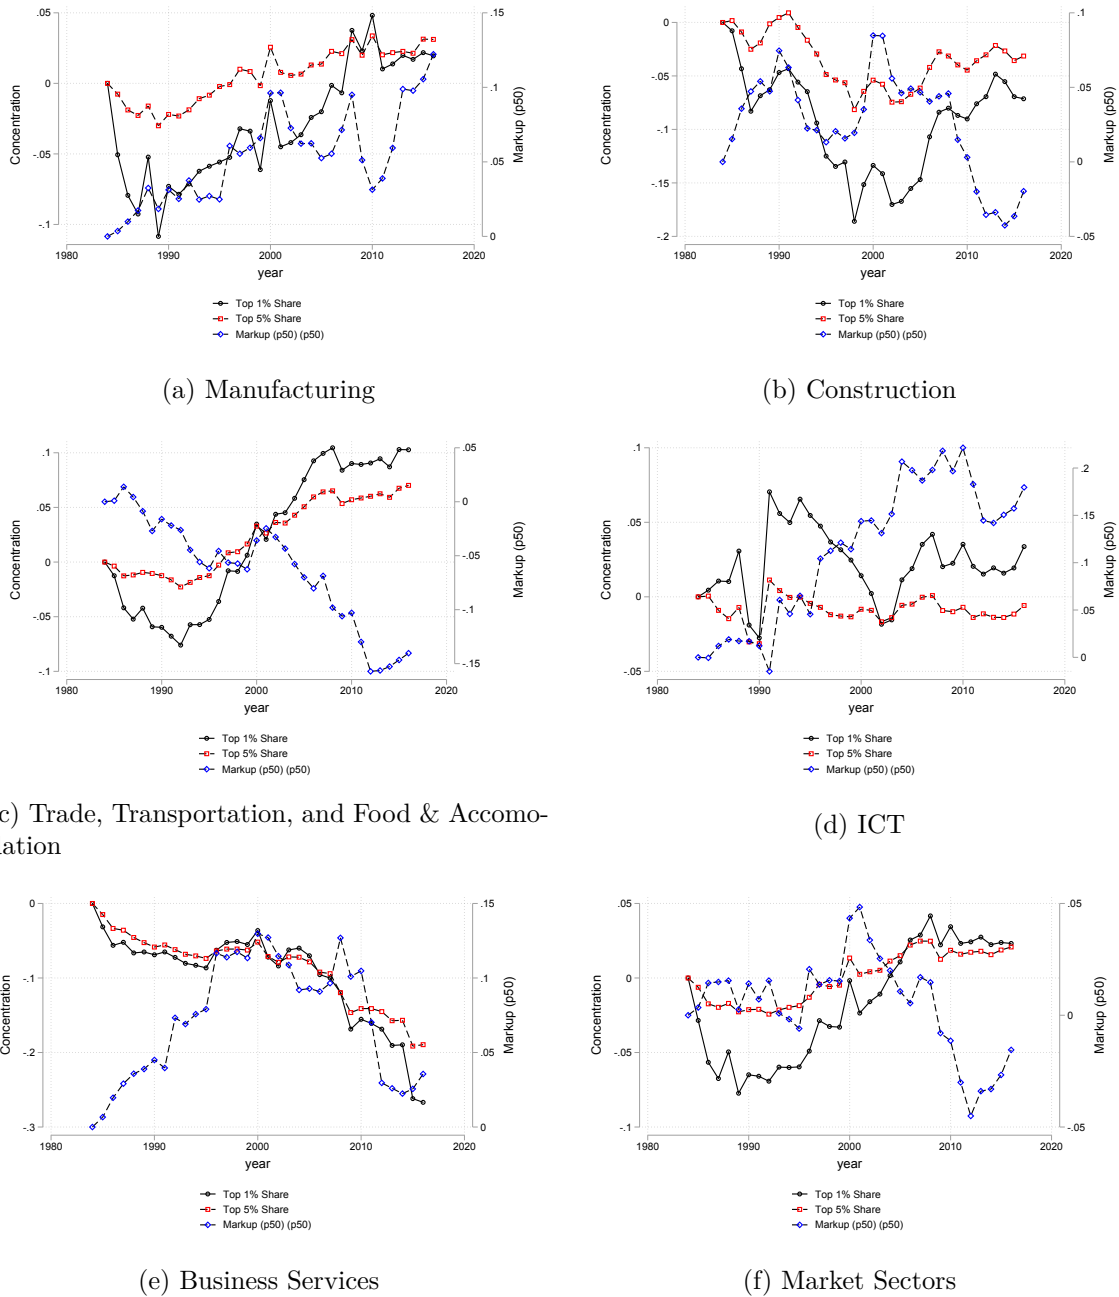 .05
0
-.05
-.1
Concentration
.15
.1
.05
0
Markup (p50)
1980 1990 2000 2010 2020
year
Top 1% Share
Top 5% Share
Markup (p50) (p50)
(a) Manufacturing
0
-.05
-.1
-.15
-.2
Concentration
.1
.05
0
-.05
Markup (p50)
1980 1990 2000 2010 2020
year
Top 1% Share
Top 5% Share
Markup (p50) (p50)
(b) Construction
.1
.05
0
-.05
-.1
Concentration
.05
0
-.05
-.1
-.15
Markup (p50)
1980 1990 2000 2010 2020
year
Top 1% Share
Top 5% Share
Markup (p50) (p50)
c) Trade, Transportation, and Food & Accomo-
lation
.1
.05
0
-.05
Concentration
.2
.15
.1
.05
0
Markup (p50)
1980 1990 2000 2010 2020
year
Top 1% Share
Top 5% Share
Markup (p50) (p50)
(d) ICT
0
-.1
-.2
-.3
Concentration
.15
.1
.05
0
Markup (p50)
1980 1990 2000 2010 2020
year
Top 1% Share
Top 5% Share
Markup (p50) (p50)
(e) Business Services
.05
0
-.05
-.1
Concentration
.05
0
-.05
Markup (p50)
1980 1990 2000 2010 2020
year
Top 1% Share
Top 5% Share
Markup (p50) (p50)
(f) Market Sectors